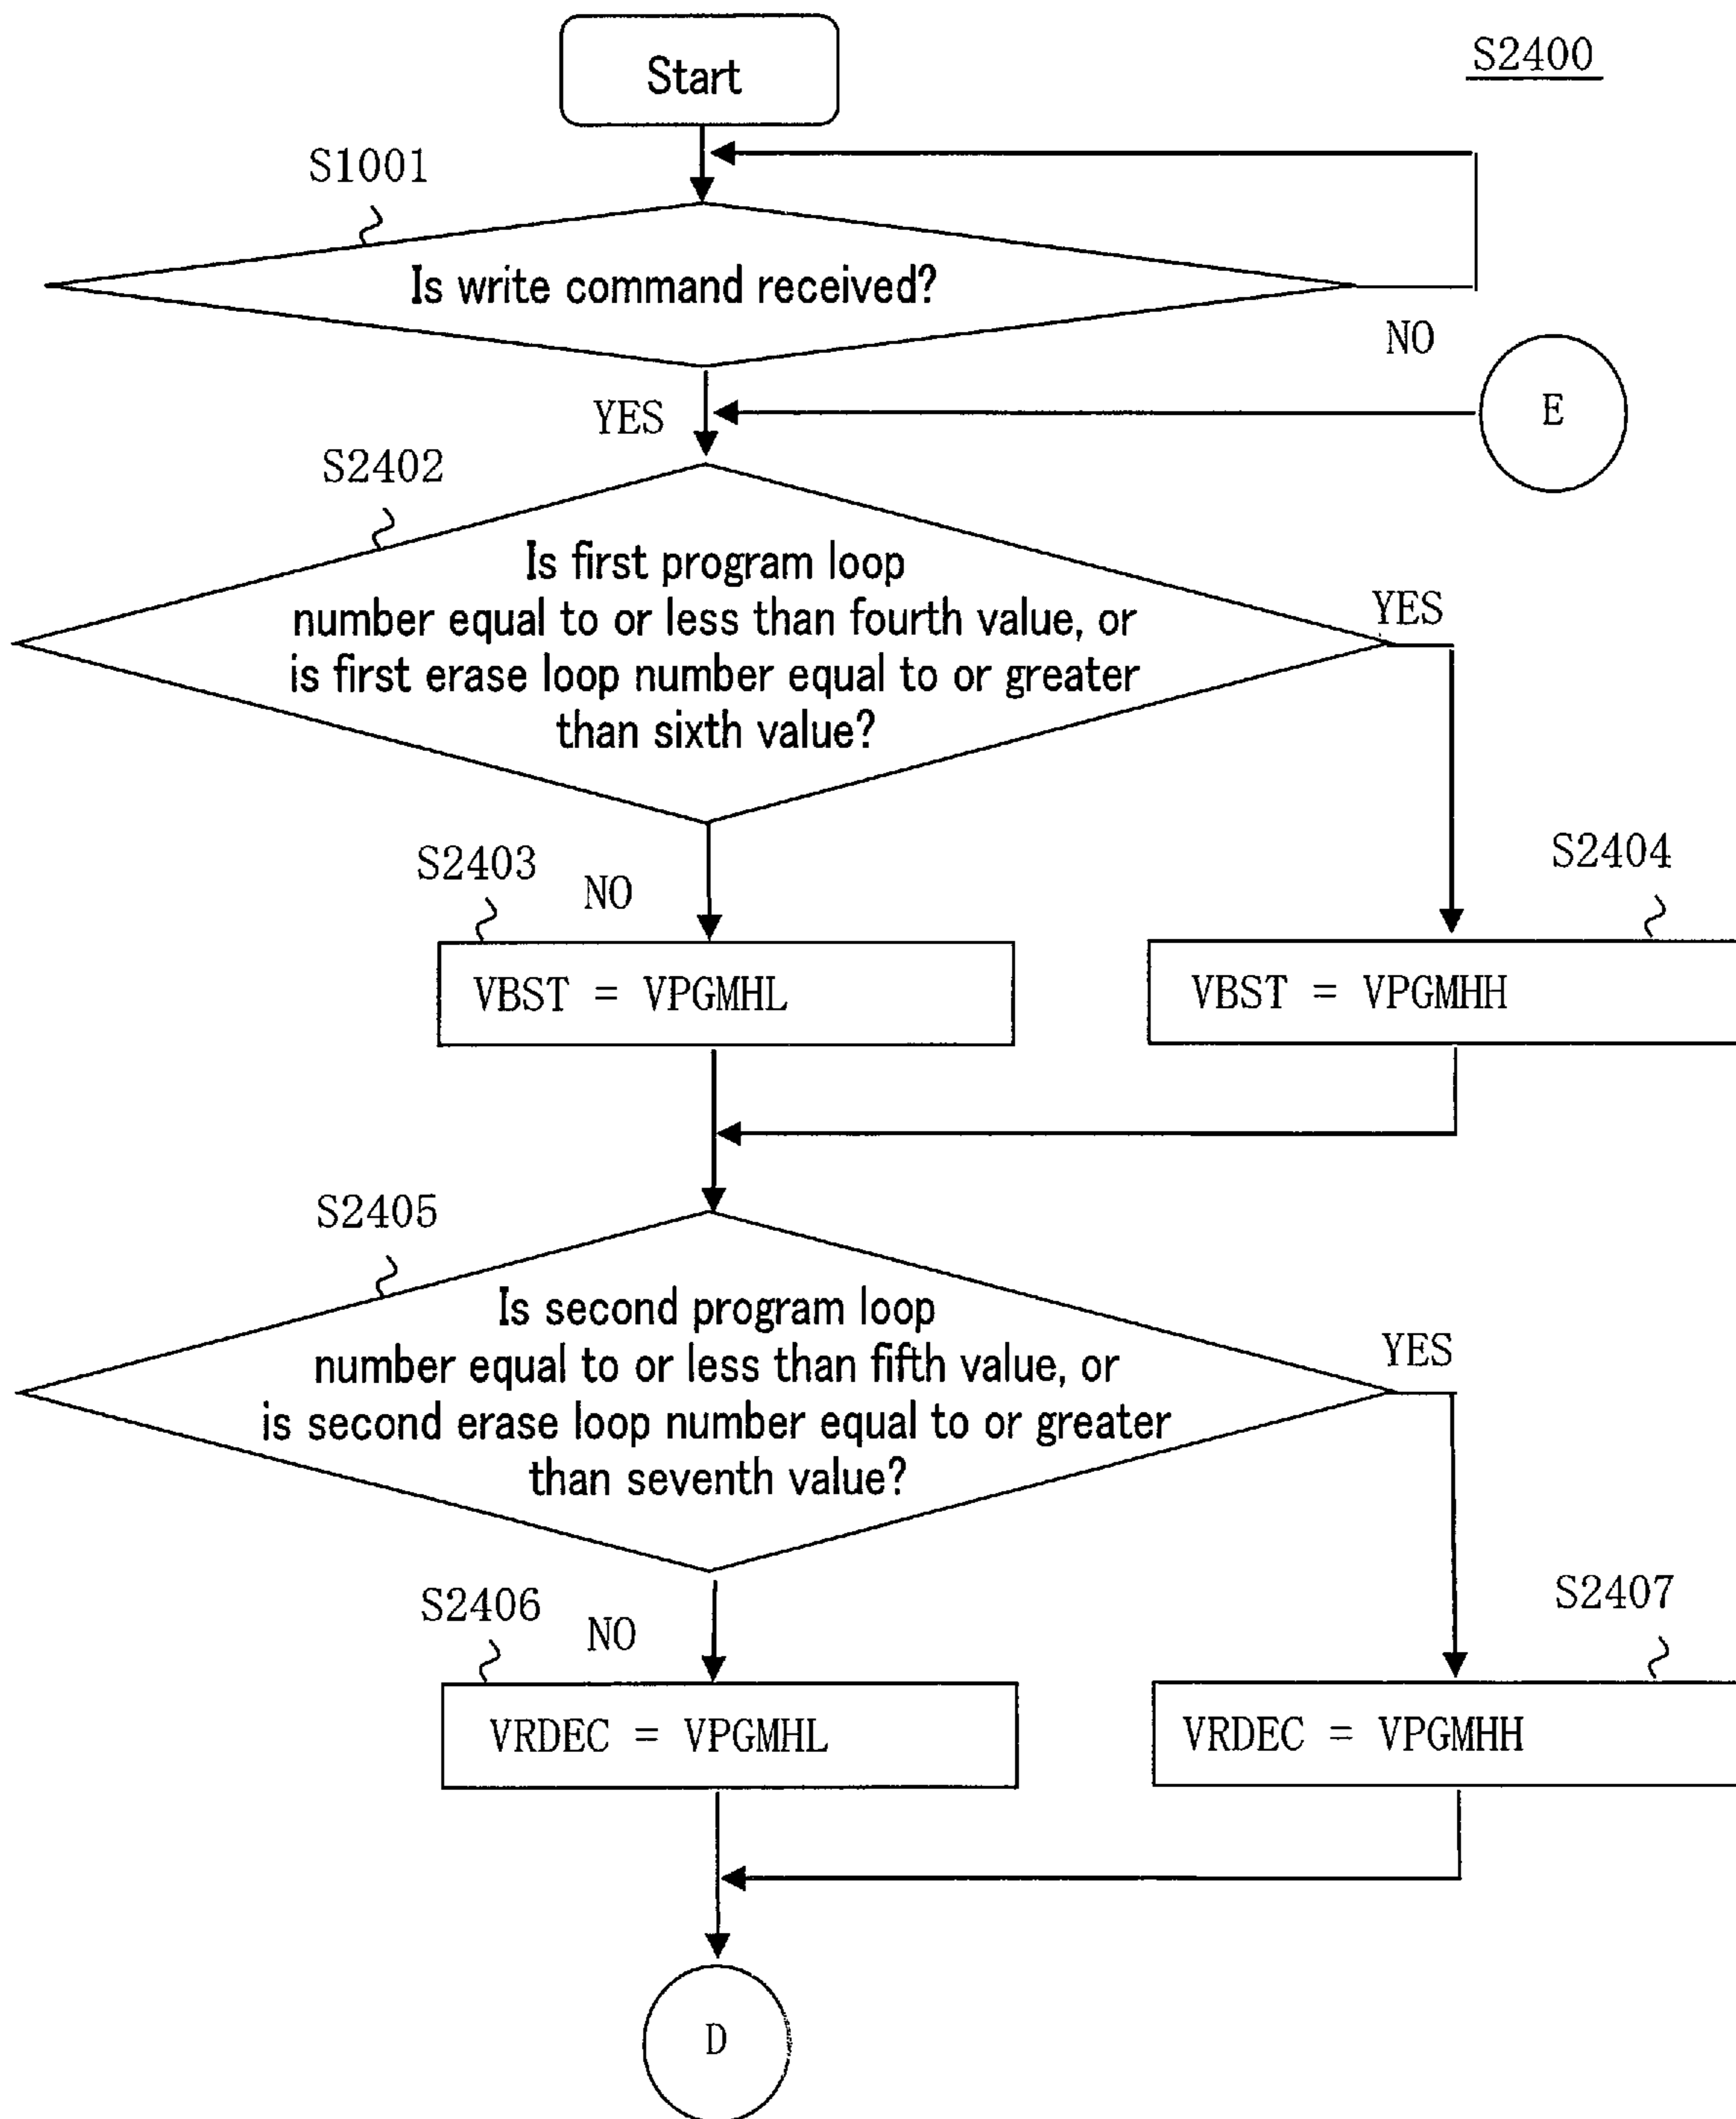 Start
S2400
S1001
Is write command received?
NO
YES
E
S2402
Is first program loop
number equal to or less than fourth value, or
is first erase loop number equal to or greater
than sixth value?
YES
S2403
NO
S2404
VBST = VPGMHL
VBST = VPGMHH
S2405
Is second program loop
number equal to or less than fifth value, or
is second erase loop number equal to or greater
than seventh value?
YES
S2406
NO
S2407
VRDEC = VPGMHL
VRDEC = VPGMHH
D